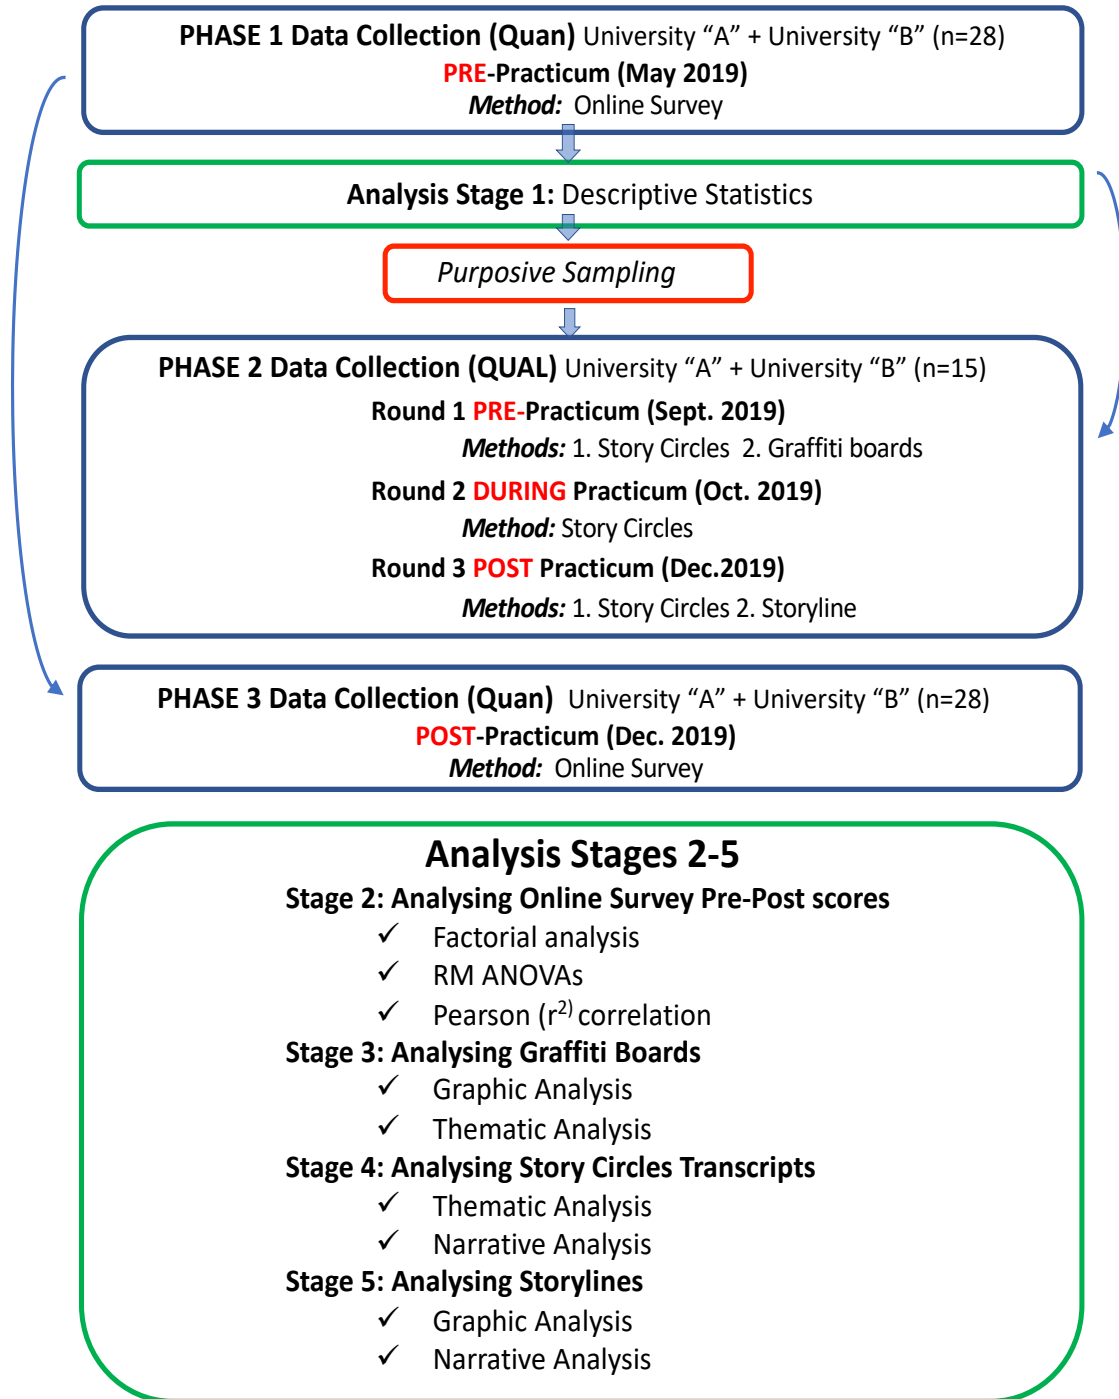 PHASE 1 Data Collection (Quan) University “A” + University “B” (n=28)
PRE-Practicum (May 2019)
Method: Online Survey
Analysis Stage 1: Descriptive Statistics
Purposive Sampling
PHASE 2 Data Collection (QUAL) University “A” + University “B” (n=15)
Round 1 PRE-Practicum (Sept. 2019)
Methods: 1. Story Circles 2. Graffiti boards
Round 2 DURING Practicum (Oct. 2019)
Method: Story Circles
Round 3 POST Practicum (Dec.2019)
Methods: 1. Story Circles 2. Storyline
PHASE 3 Data Collection (Quan) University “A” + University “B” (n=28)
POST-Practicum (Dec. 2019)
Method: Online Survey
Analysis Stages 2-5
Stage 2: Analysing Online Survey Pre-Post scores
✓ Factorial analysis
✓ RM ANOVAs
✓ Pearson (r²⁾ correlation
Stage 3: Analysing Graffiti Boards
✓ Graphic Analysis
✓ Thematic Analysis
Stage 4: Analysing Story Circles Transcripts
✓ Thematic Analysis
✓ Narrative Analysis
Stage 5: Analysing Storylines
✓ Graphic Analysis
✓ Narrative Analysis